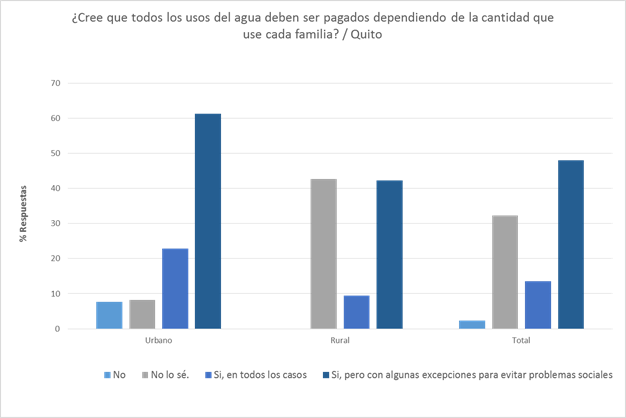 ¿Cree que todos los usos del agua deben ser pagados dependiendo de la cantidad que
use cada familia? / Quito
70
60
50
40
30
20
10
0
% Respuestas
Urbano Rural Total
No No lo sé. Si, en todos los casos Si, pero con algunas excepciones para evitar problemas sociales